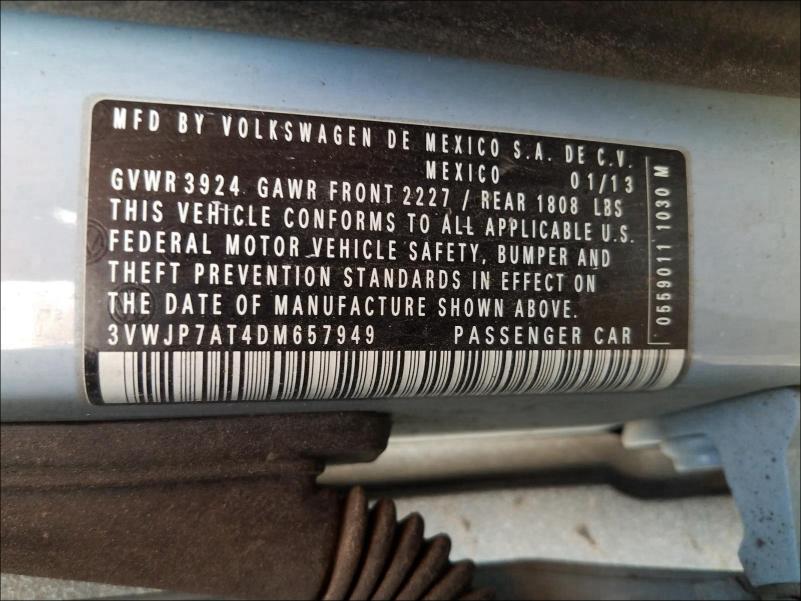 MFD BY VOLKSWAGEN DE MEXICO S.A. DE C.V.
MEXICO 01/13
GVWR 3924 GAWR FRONT 2227 / REAR 1808 LBS
THIS VEHICLE CONFORMS TO ALL APPLICABLE U.S.
FEDERAL MOTOR VEHICLE SAFETY, BUMPER AND
THEFT PREVENTION STANDARDS IN EFFECT ON
THE DATE OF MANUFACTURE SHOWN ABOVE.
3VWJP7AT4DM657949 PASSENGER CAR
0559011 1030 M